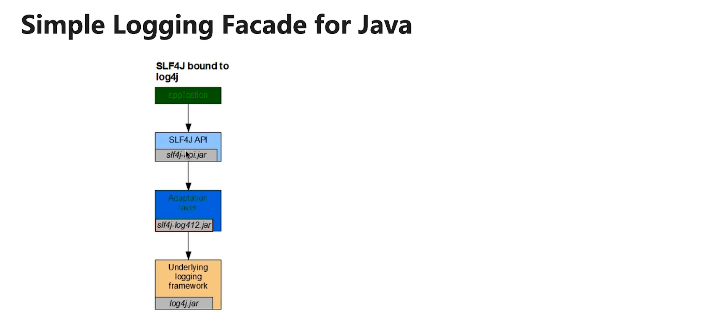 Simple Logging Facade for Java
SLF4J bound to
log4j
application
SLF4J API
slf4j-api.jar
Adaptation
layer
slf4j-log412.jar
Underlying
logging
framework
log4j.jar